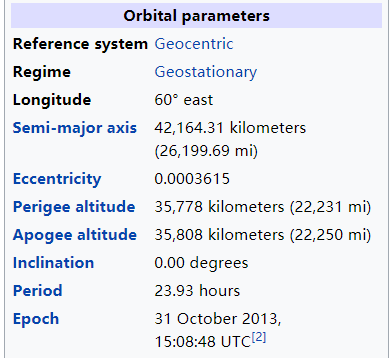 Orbital parameters
Reference system Geocentric
Regime Geostationary
Longitude 60° east
Semi-major axis 42,164.31 kilometers
(26,199.69 mi)
Eccentricity 0.0003615
Perigee altitude 35,778 kilometers (22,231 mi)
Apogee altitude 35,808 kilometers (22,250 mi)
Inclination 0.00 degrees
Period 23.93 hours
Epoch 31 October 2013,
15:08:48 UTC[2]